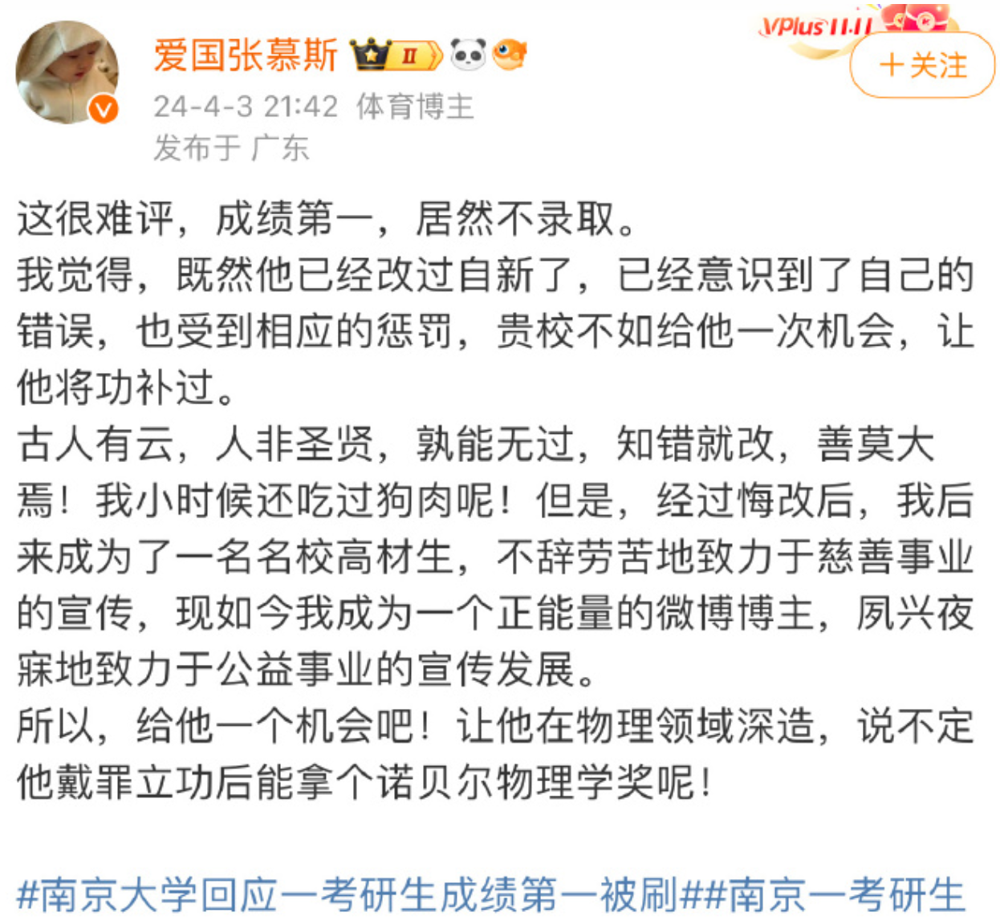 爱国张慕斯 II
VPlus 11.11
+关注
24-4-3 21:42 体育博主
发布于 广东
这很难评，成绩第一，居然不录取。
我觉得，既然他已经改过自新了，已经意识到了自己的
错误，也受到相应的惩罚，贵校不如给他一次机会，让
他将功补过。
古人有云，人非圣贤，孰能无过，知错就改，善莫大
焉！我小时候还吃过狗肉呢！但是，经过悔改后，我后
来成为了一名名校高材生，不辞劳苦地致力于慈善事业
的宣传，现如今我成为一个正能量的微博博主，夙兴夜
寐地致力于公益事业的宣传发展。
所以，给他一个机会吧！让他在物理领域深造，说不定
他戴罪立功后能拿个诺贝尔物理学奖呢！
#南京大学回应一考研生成绩第一被刷##南京一考研生